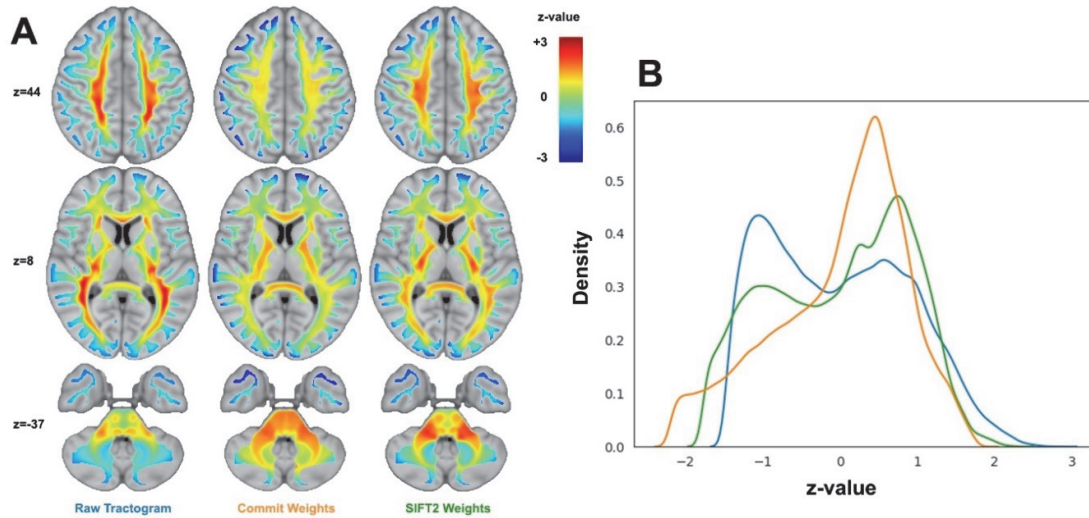 A
z-value
+3
0
-3
z=44
z=8
8
z=-37
Raw Tractogram
Commit Weights
SIFT2 Weights
B
Density
0.6
0.5
0.4
0.3
0.2
0.1
0.0
−2
−1
0
1
2
3
z-value